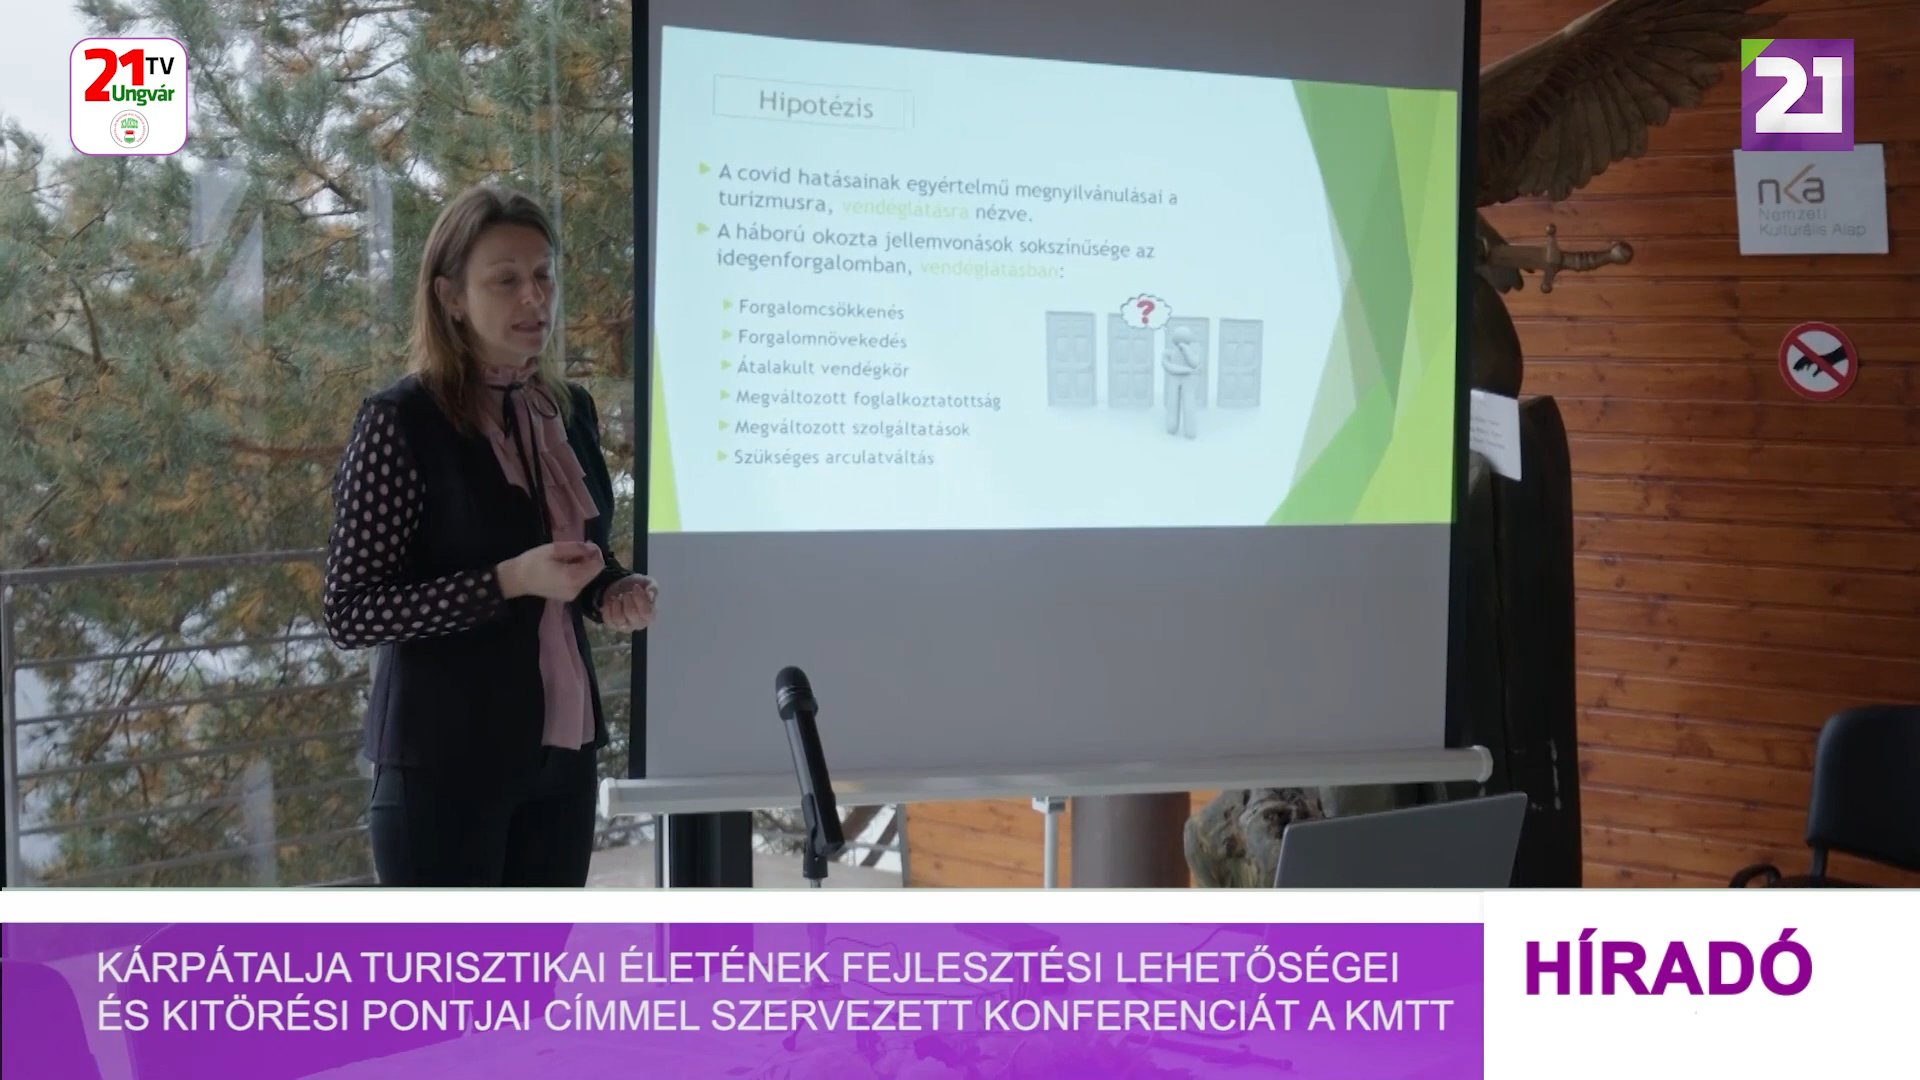 21 TV
Ungvár
21
Hipotézis
A covid hatásainak egyértelmű megnyilvánulásai a
turizmusra, vendéglátásra nézve.
A háború okozta jellemvonások sokszínűsége az
idegenforgalomban, vendéglátásban:
Forgalomcsökkenés
Forgalomnövekedés
Átalakult vendégkör
Megváltozott foglalkoztatottság
Megváltozott szolgáltatások
Szükséges arculatváltás
?
nka
Nemzeti
Kulturális Alap
KÁRPÁTALJA TURISZTIKAI ÉLETÉNEK FEJLESZTÉSI LEHETŐSÉGEI
ÉS KITÖRÉSI PONTJAI CÍMMEL SZERVEZETT KONFERENCIÁT A KMTT
HÍRADÓ